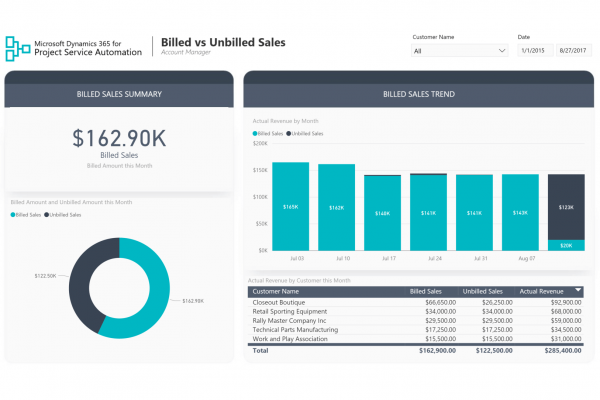 Microsoft Dynamics 365 for
Project Service Automation
Billed vs Unbilled Sales
Account Manager
Customer Name
All
Date
1/1/2015 8/27/2017
BILLED SALES SUMMARY
$162.90K
Billed Sales
Billed Amount this Month
Billed Amount and Unbilled Amount this Month
Billed Sales Unbilled Sales
$122.50K
$162.90K
BILLED SALES TREND
Actual Revenue by Month
Billed Sales Unbilled Sales
$200K
$150K
$100K
$50K
$0K
$165K
$162K
$140K
$141K
$141K
$143K
$123K
$20K
Jul 03 Jul 10 Jul 17 Jul 24 Jul 31 Aug 07
Actual Revenue by Customer this Month
Customer Name Billed Sales Unbilled Sales Actual Revenue
Closeout Boutique $66,650.00 $26,250.00 $92,900.00
Retail Sporting Equipment $34,000.00 $34,000.00 $68,000.00
Rally Master Company Inc $29,500.00 $29,500.00 $59,000.00
Technical Parts Manufacturing $17,250.00 $17,250.00 $34,500.00
Work and Play Association $15,500.00 $15,500.00 $31,000.00
Total $162,900.00 $122,500.00 $285,400.00